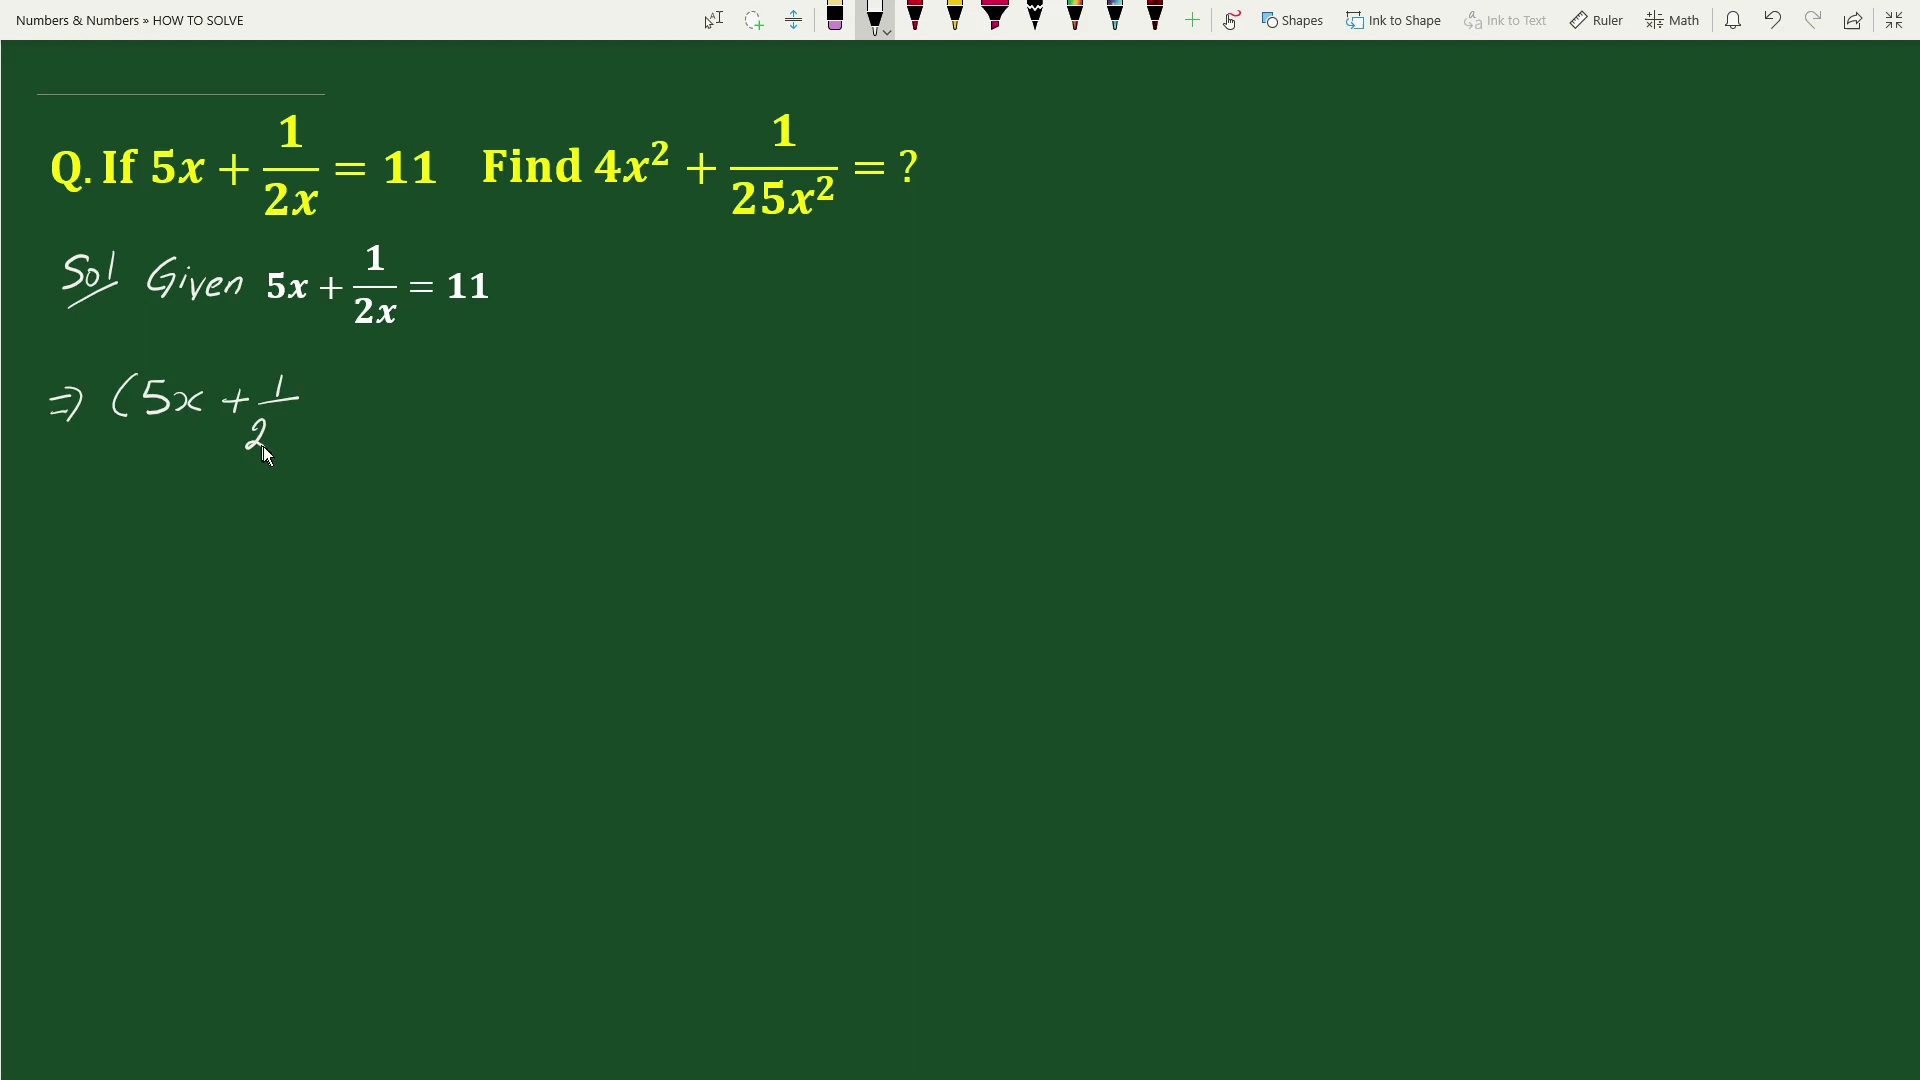 Numbers & Numbers » HOW TO SOLVE
Shapes Ink to Shape Ink to Text Ruler Math
Q. If 5x + 1/2x = 11 Find 4x² + 1/25x² = ?
Sol Given 5x + 1/2x = 11
⇒ (5x + 1/2